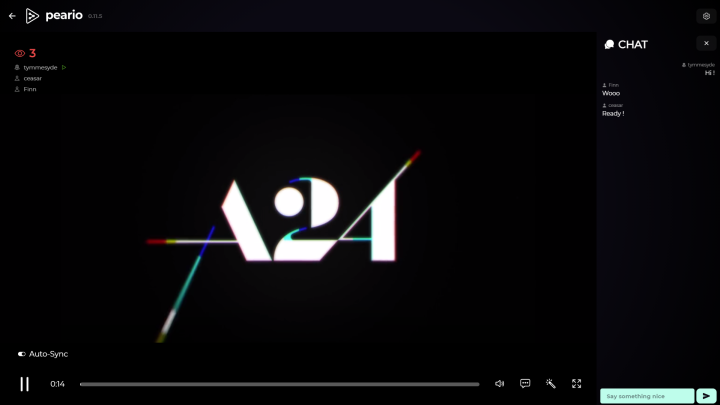 peario 0.11.5
CHAT
3
tymmesyde
ceasar
Finn
tymmesyde
Hi !
Finn
Wooo
ceasar
Ready !
A24
Auto-Sync
0:14
Say something nice